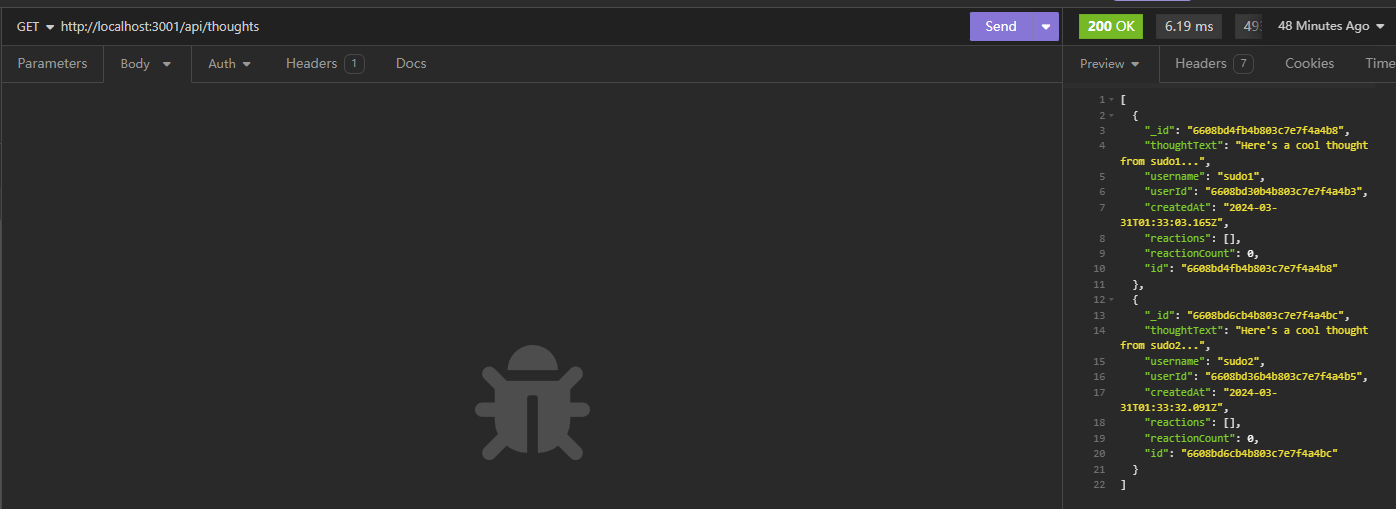 GET http://localhost:3001/api/thoughts Send 200 OK 6.19 ms 48 Minutes Ago
Parameters Body Auth Headers 1 Docs Preview Headers 7 Cookies Time
1 [
2 {
3 "_id": "6608bd4fb4b803c7e7f4a4b8",
4 "thoughtText": "Here's a cool thought
from sudo1...",
5 "username": "sudo1",
6 "userId": "6608bd30b4b803c7e7f4a4b3",
7 "createdAt": "2024-03-
31T01:33:03.165Z",
8 "reactions": [],
9 "reactionCount": 0,
10 "id": "6608bd4fb4b803c7e7f4a4b8"
11 },
12 {
13 "_id": "6608bd6cb4b803c7e7f4a4bc",
14 "thoughtText": "Here's a cool thought
from sudo2...",
15 "username": "sudo2",
16 "userId": "6608bd36b4b803c7e7f4a4b5",
17 "createdAt": "2024-03-
31T01:33:32.091Z",
18 "reactions": [],
19 "reactionCount": 0,
20 "id": "6608bd6cb4b803c7e7f4a4bc"
21 }
22 ]